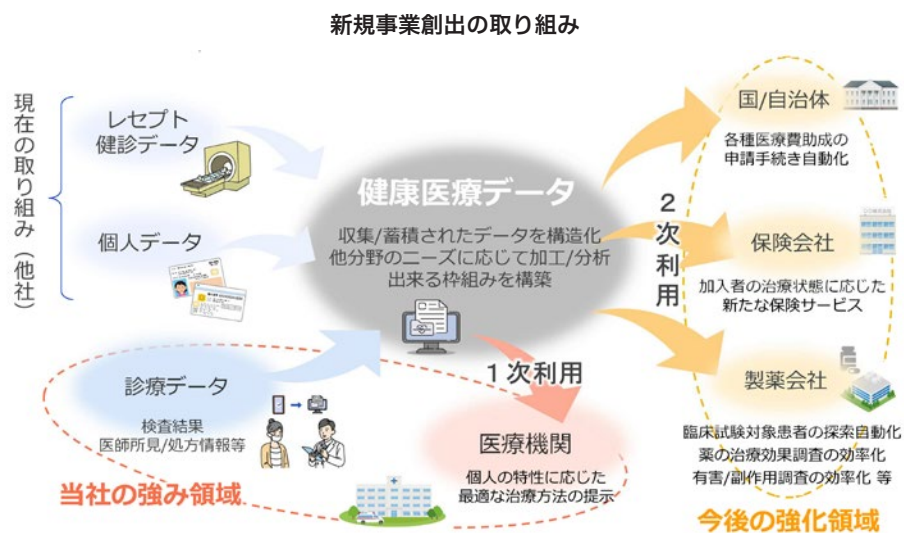 新規事業創出の取り組み
現在の取り組み（他社）
レセプト
健診データ
個人データ
健康医療データ
収集/蓄積されたデータを構造化
他分野のニーズに応じて加工/分析
出来る枠組みを構築
診療データ
検査結果
医師所見/処方情報等
当社の強み領域
1次利用
医療機関
個人の特性に応じた
最適な治療方法の提示
2次利用
国/自治体
各種医療費助成の
申請手続き自動化
保険会社
加入者の治療状態に応じた
新たな保険サービス
製薬会社
臨床試験対象患者の探索自動化
薬の治療効果調査の効率化
有害/副作用調査の効率化 等
今後の強化領域